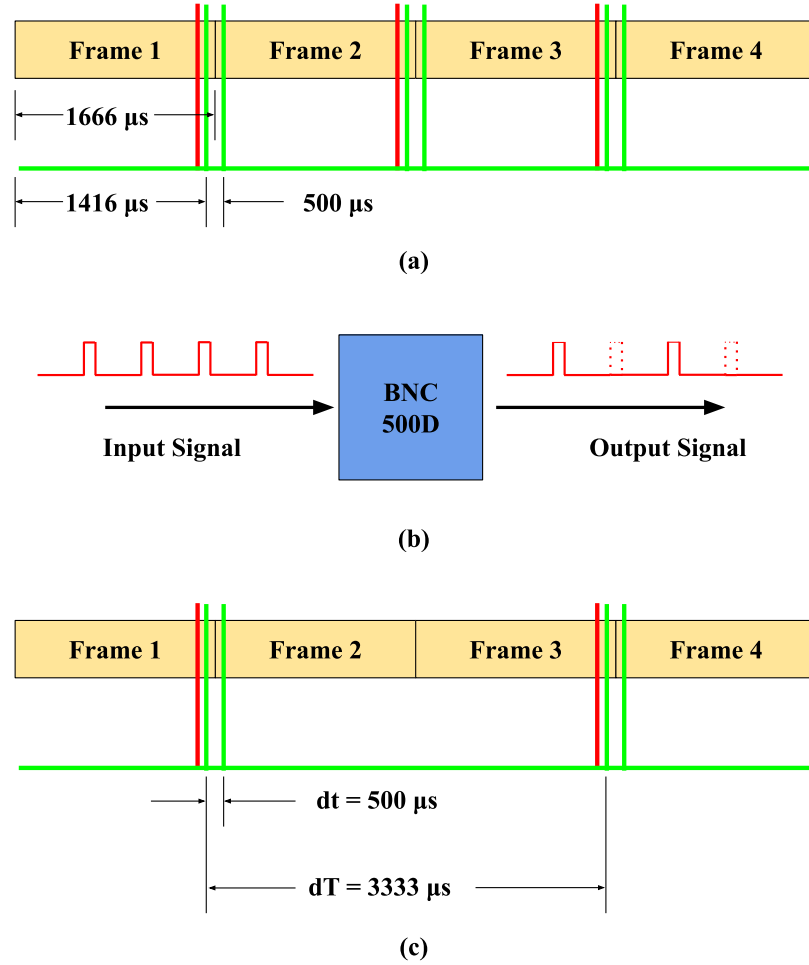 Frame 1 Frame 2 Frame 3 Frame 4
1666 μs
1416 μs 500 μs
(a)
BNC
500D
Input Signal Output Signal
(b)
Frame 1 Frame 2 Frame 3 Frame 4
dt = 500 μs
dT = 3333 μs
(c)